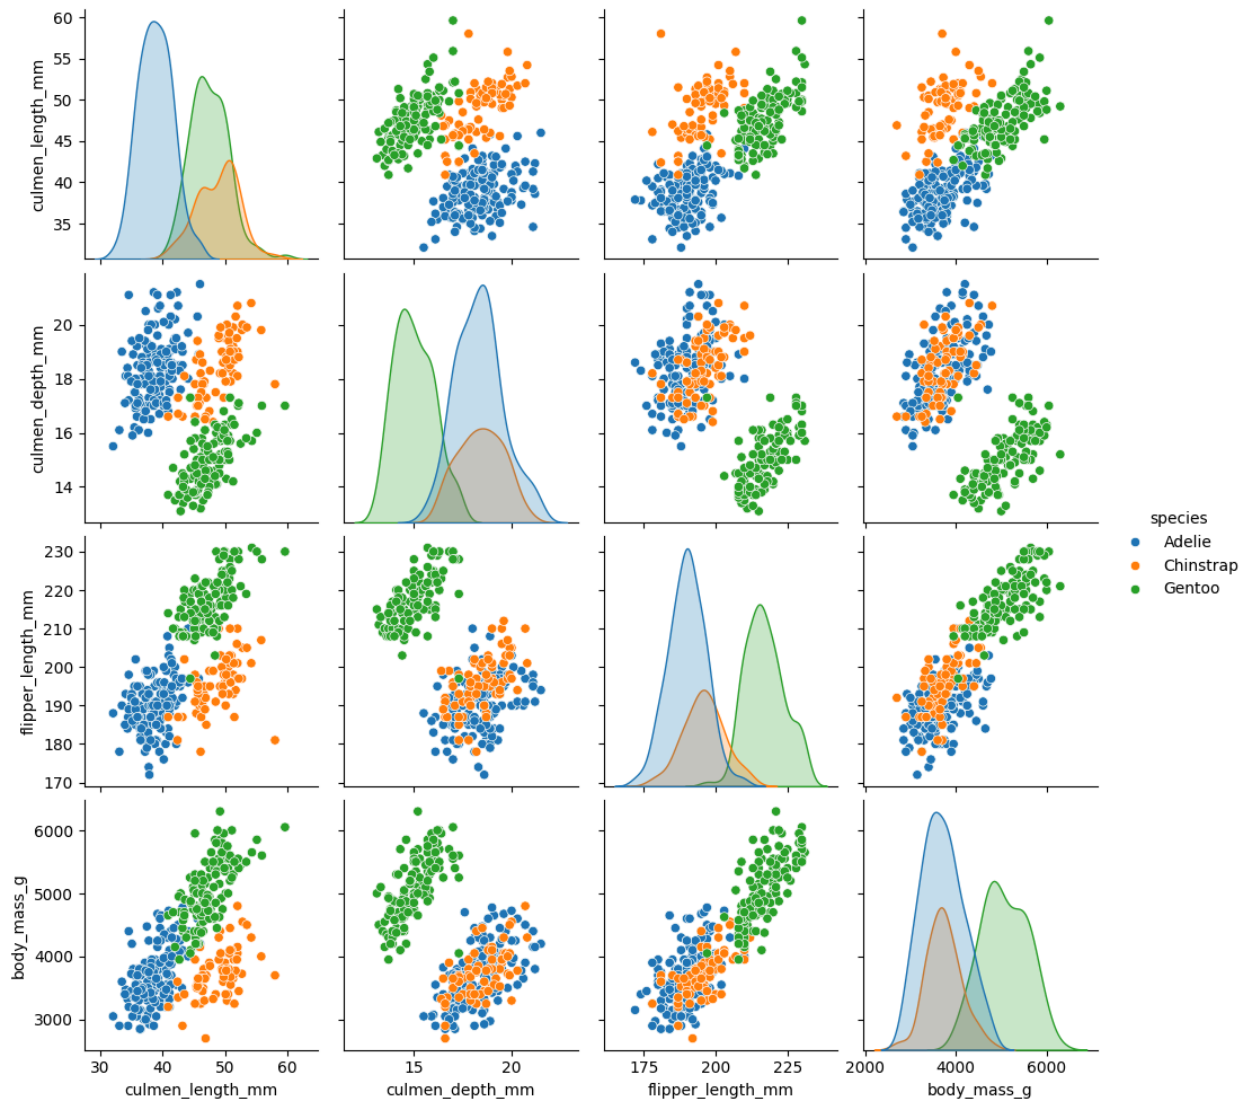 60
55
50
45
40
35
culmen_length_mm
20
18
16
14
culmen_depth_mm
species
Adelie
Chinstrap
Gentoo
230
220
210
200
190
180
170
flipper_length_mm
6000
5000
4000
3000
body_mass_g
30 40 50 60 15 20 175 200 225 2000 4000 6000
culmen_length_mm culmen_depth_mm flipper_length_mm body_mass_g